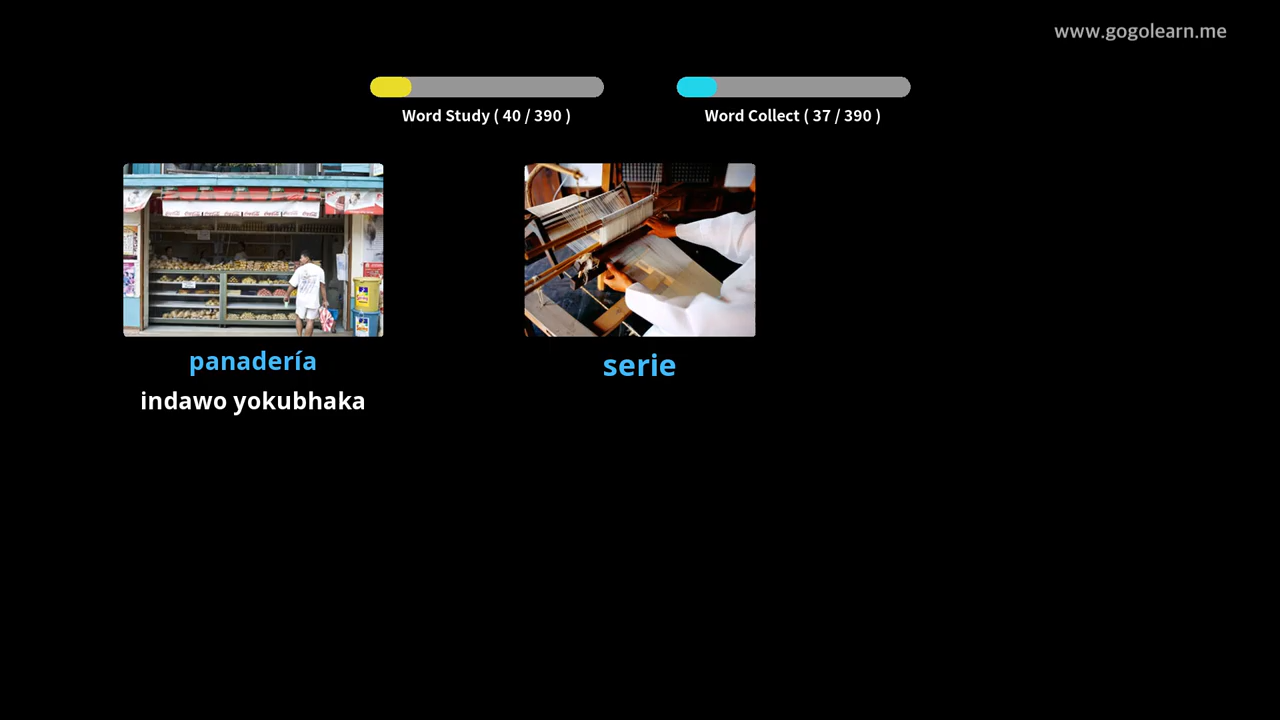 www.gogolearn.me
Word Study ( 40 / 390 )
Word Collect ( 37 / 390 )
panadería
indawo yokubhaka
serie